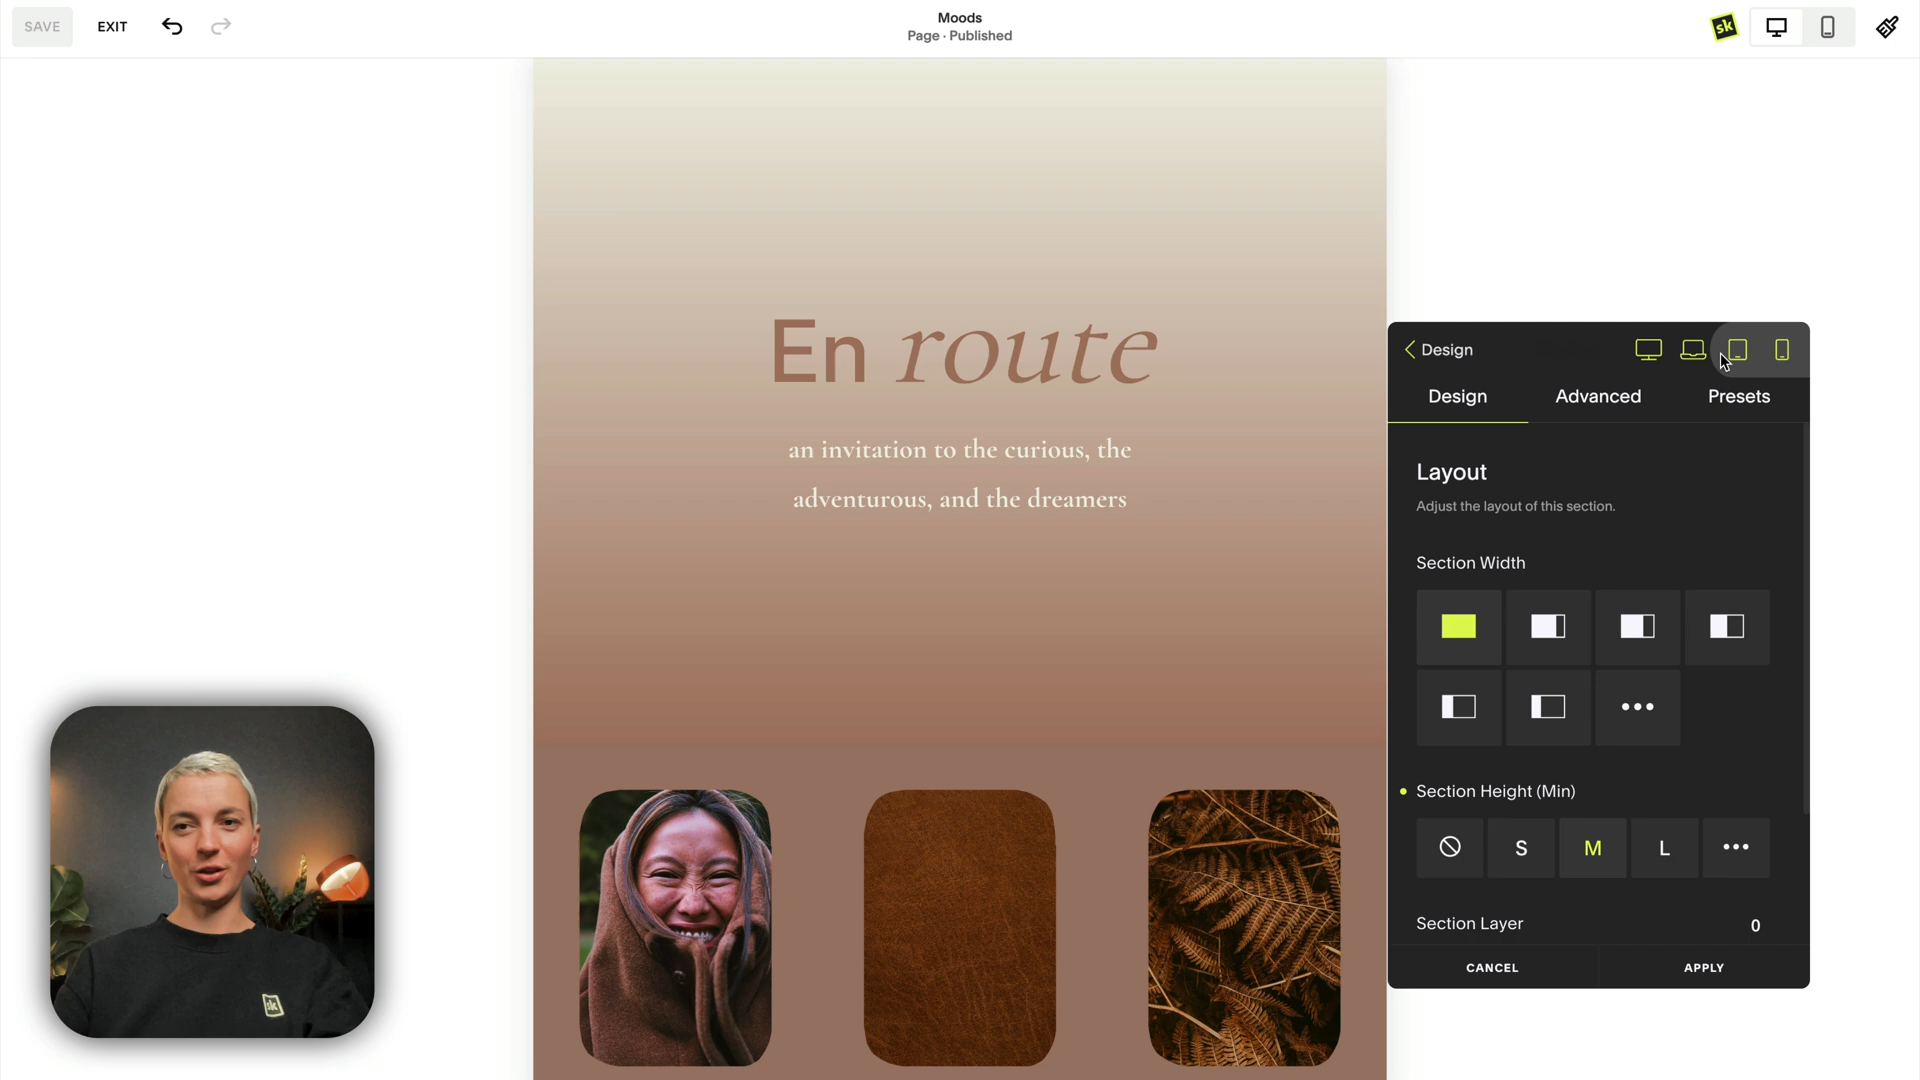 SAVE
EXIT
Moods
Page · Published
sk
En route
an invitation to the curious, the
adventurous, and the dreamers
Design
Design
Advanced
Presets
Layout
Adjust the layout of this section.
Section Width
Section Height (Min)
S
M
L
Section Layer
0
CANCEL
APPLY
sk